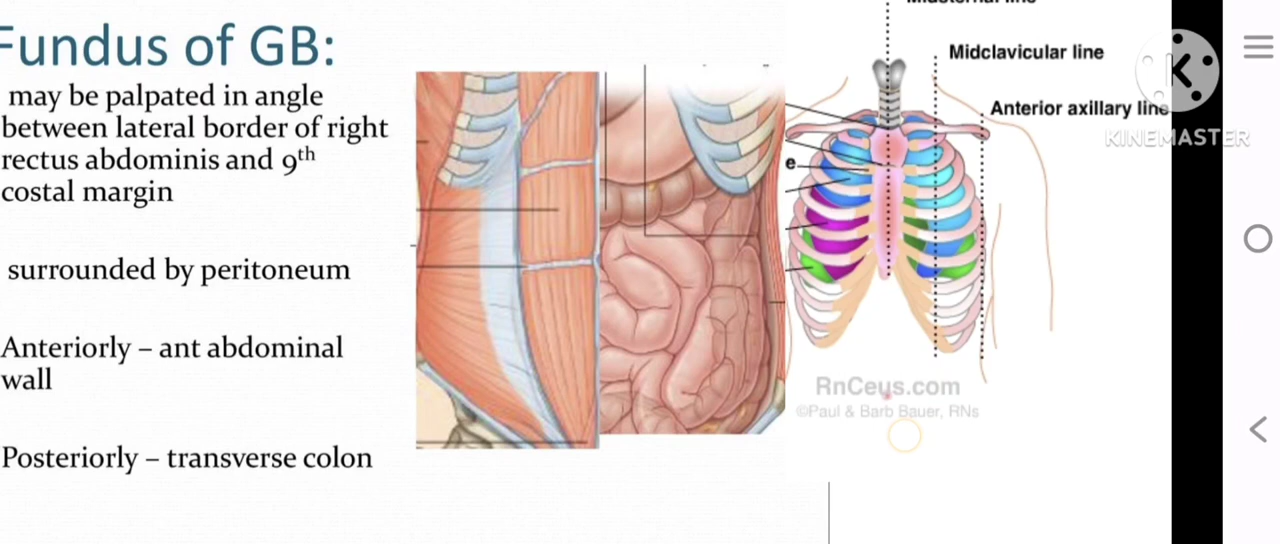 Fundus of GB:
may be palpated in angle
between lateral border of right
rectus abdominis and 9th
costal margin
surrounded by peritoneum
Anteriorly – ant abdominal
wall
Posteriorly – transverse colon
Midclavicular line
Anterior axillary line
e
K
KINEMASTER
RnCeus.com
©Paul & Barb Bauer, RNs